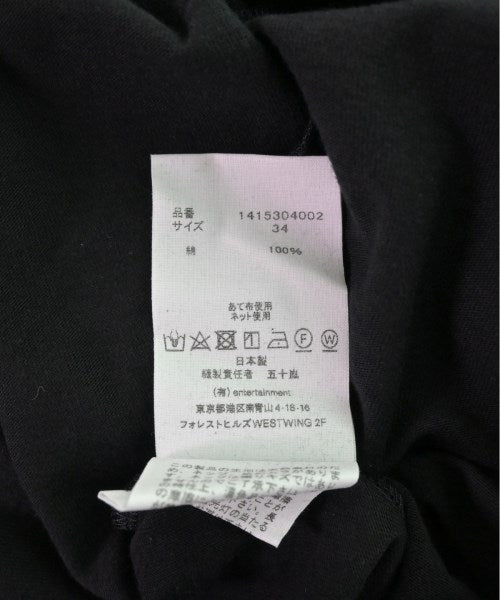 品番 1415304002
サイズ 34
綿 100%
あて布使用
ネット使用
F W
日本製
縫製責任者 五十嵐
(有) entertainment
東京都港区南青山4-18-16
フォレストヒルズWESTWING 2F